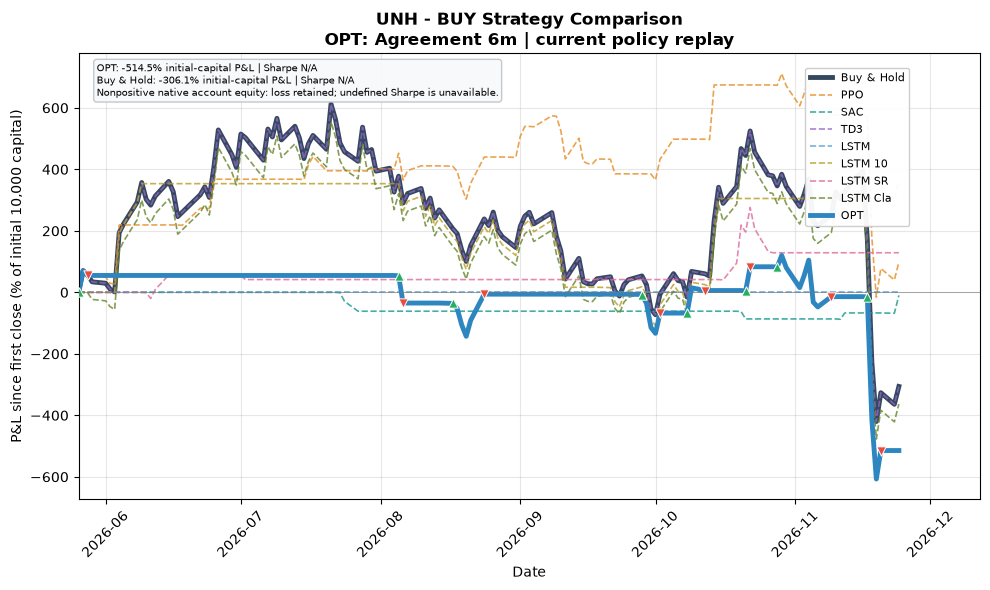 UNH - BUY Strategy Comparison
OPT: Agreement 6m | current policy replay
OPT: -514.5% initial-capital P&L | Sharpe N/A
Buy & Hold: -306.1% initial-capital P&L | Sharpe N/A
Nonpositive native account equity: loss retained; undefined Sharpe is unavailable.
Buy & Hold
PPO
SAC
TD3
LSTM
LSTM 10
LSTM SR
LSTM Cla
OPT
P&L since first close (% of initial 10,000 capital)
600
400
200
0
−200
−400
−600
2026-06
2026-07
2026-08
2026-09
2026-10
2026-11
2026-12
Date